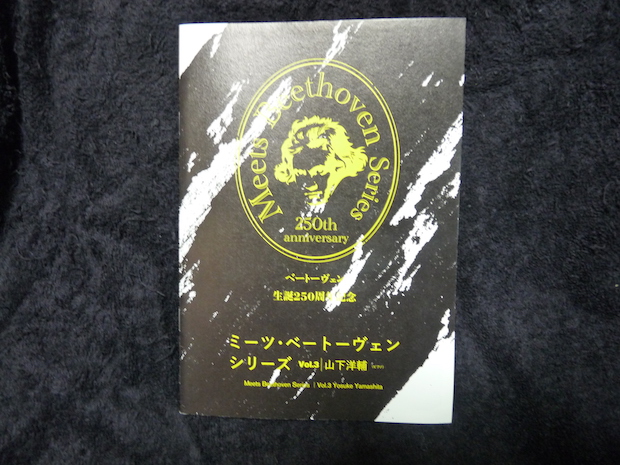 Meets Beethoven Series
250th
anniversary
ベートーヴェン
生誕250周年記念
ミーツ・ベートーヴェン
シリーズ Vol.3 | 山下洋輔
Meets Beethoven Series | Vol.3 Yosuke Yamashita